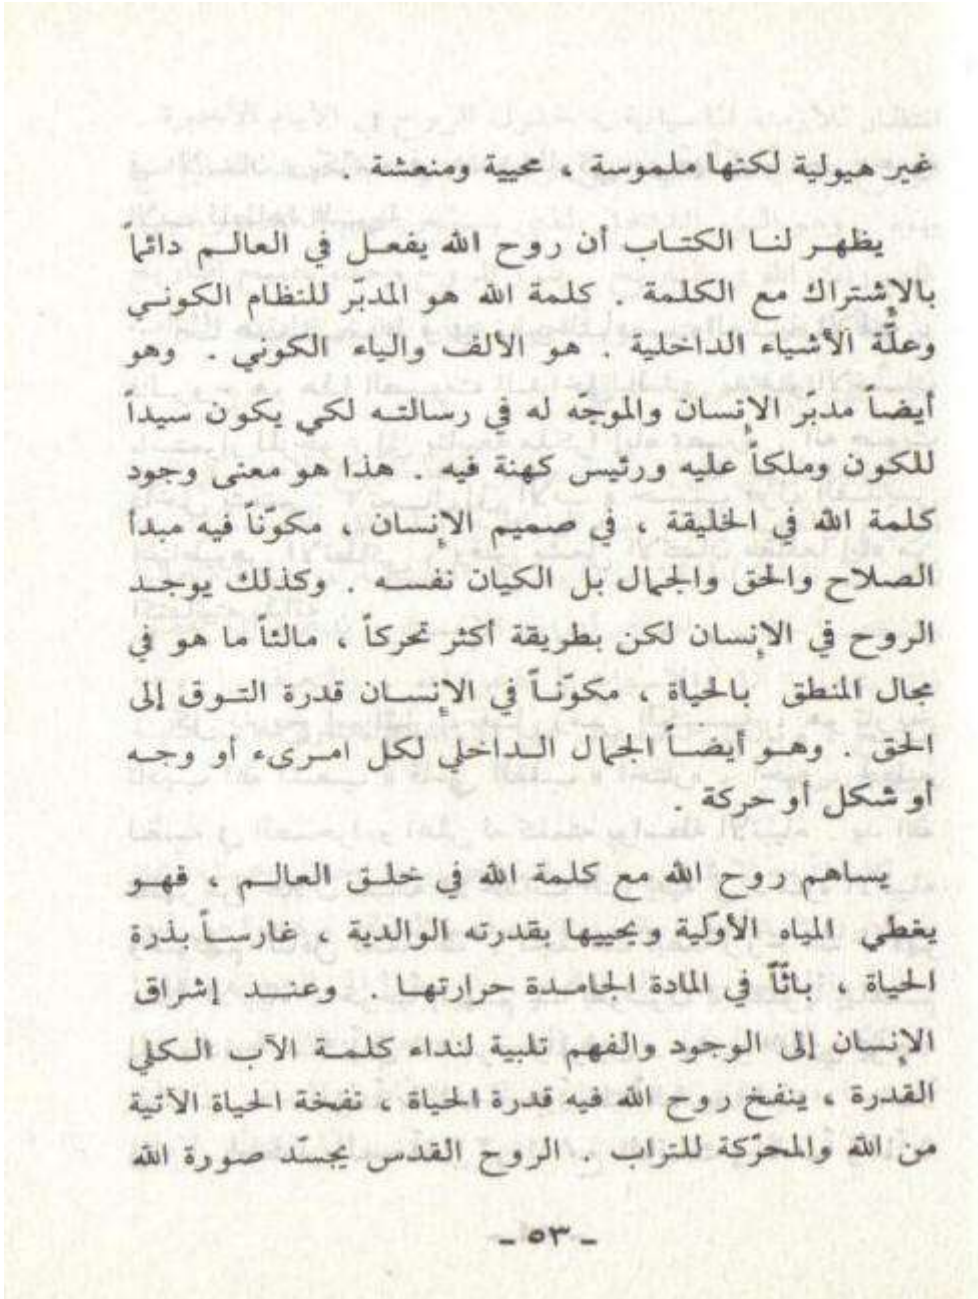 غير هيولية لكنها ملموسة ، محيية ومنعشة .
يظهر لنا الكتاب أن روح الله يفعل في العالم دائماً
بالإشتراك مع الكلمة . كلمة الله هو المدبّر للنظام الكوني
وعلّة الأشياء الداخلية . هو الألف والياء الكوني . وهو
أيضاً مدبّر الإنسان والموجّه له في رسالته لكي يكون سيداً
للكون وملكاً عليه ورئيس كهنة فيه . هذا هو معنى وجود
كلمة الله في الخليقة ، في صميم الإنسان ، مكوّناً فيه مبدأ
الصلاح والحق والجمال بل الكيان نفسه . وكذلك يوجد
الروح في الإنسان لكن بطريقة أكثر تحركاً ، مالئاً ما هو في
مجال المنطق بالحياة ، مكوّناً في الإنسان قدرة التوق إلى
الحق . وهو أيضاً الجمال الداخلي لكل امرىء أو وجه
أو شكل أو حركة .
يساهم روح الله مع كلمة الله في خلق العالم ، فهو
يغطي المياه الأوّلية ويحييها بقدرته الوالدية ، غارساً بذرة
الحياة ، باثّاً في المادة الجامدة حرارتها . وعند إشراق
الإنسان إلى الوجود والفهم تلبية لنداء كلمة الآب الكلي
القدرة ، ينفخ روح الله فيه قدرة الحياة ، نفخة الحياة الآتية
من الله والمحرّكة للتراب . الروح القدس يجسّد صورة الله
- ٥٣ -